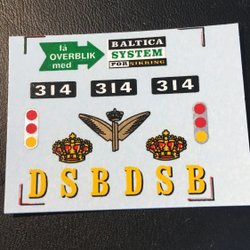 få
OVERBLIK
med
BALTICA
SYSTEM
FORSIKRING
314 314 314
DSBDSB